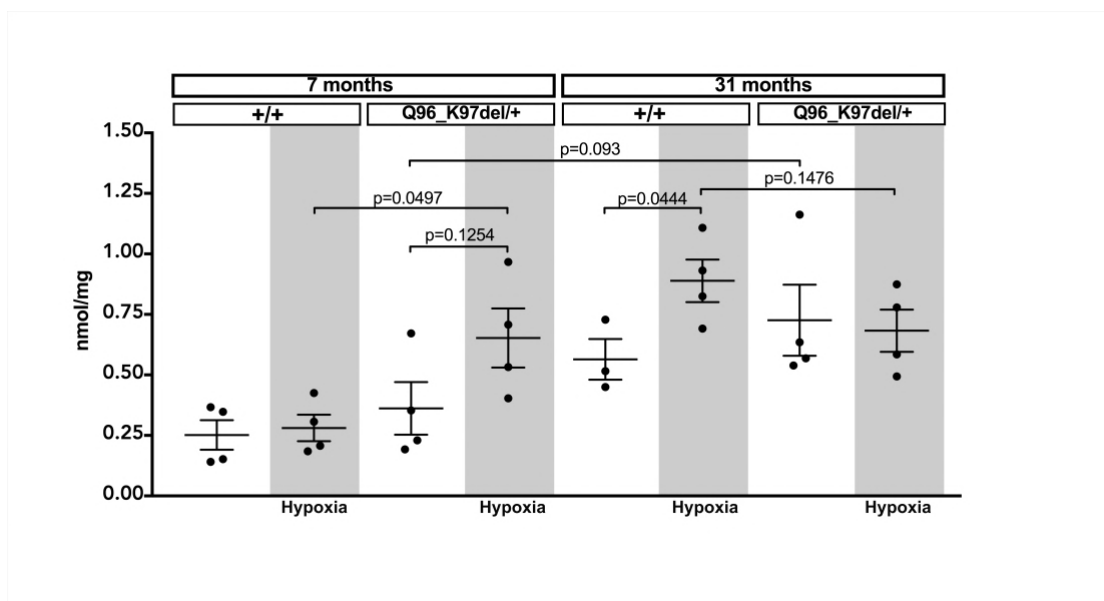 7 months 31 months
+/+ Q96_K97del/+ +/+ Q96_K97del/+
1.50
p=0.093
1.25
p=0.1476
p=0.0497
p=0.0444
p=0.1254
1.00
nmol/mg
0.75
0.50
0.25
0.00
Hypoxia Hypoxia Hypoxia Hypoxia